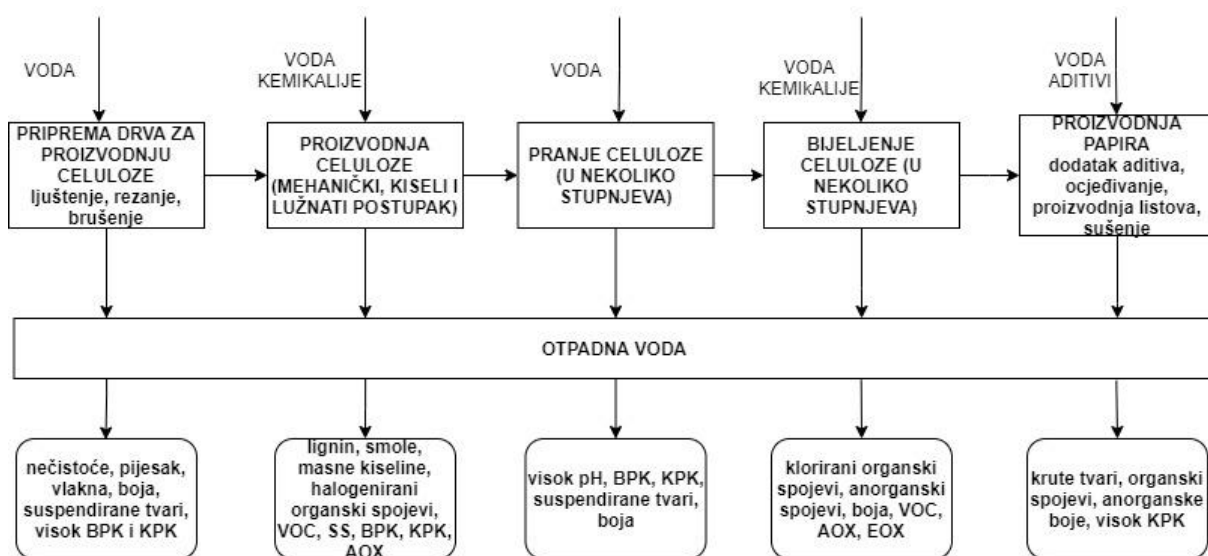 VODA
VODA
KEMIKALIJE
VODA
VODA
KEMIkALIJE
VODA
ADITIVI
PRIPREMA DRVA ZA
PROIZVODNJU
CELULOZE
ljuštenje, rezanje,
brušenje
PROIZVODNJA
CELULOZE
(MEHANIČKI, KISELI I
LUŽNATI POSTUPAK)
PRANJE CELULOZE
(U NEKOLIKO
STUPNJEVA)
BIJELJENJE
CELULOZE (U
NEKOLIKO
STUPNJEVA)
PROIZVODNJA
PAPIRA
dodatak aditiva,
ocjeđivanje,
proizvodnja listova,
sušenje
OTPADNA VODA
nečistoće, pijesak,
vlakna, boja,
suspendirane tvari,
visok BPK i KPK
lignin, smole,
masne kiseline,
halogenirani
organski spojevi,
VOC, SS, BPK, KPK,
AOX
visok pH, BPK, KPK,
suspendirane tvari,
boja
klorirani organski
spojevi, anorganski
spojevi, boja, VOC,
AOX, EOX
krute tvari, organski
spojevi, anorganske
boje, visok KPK